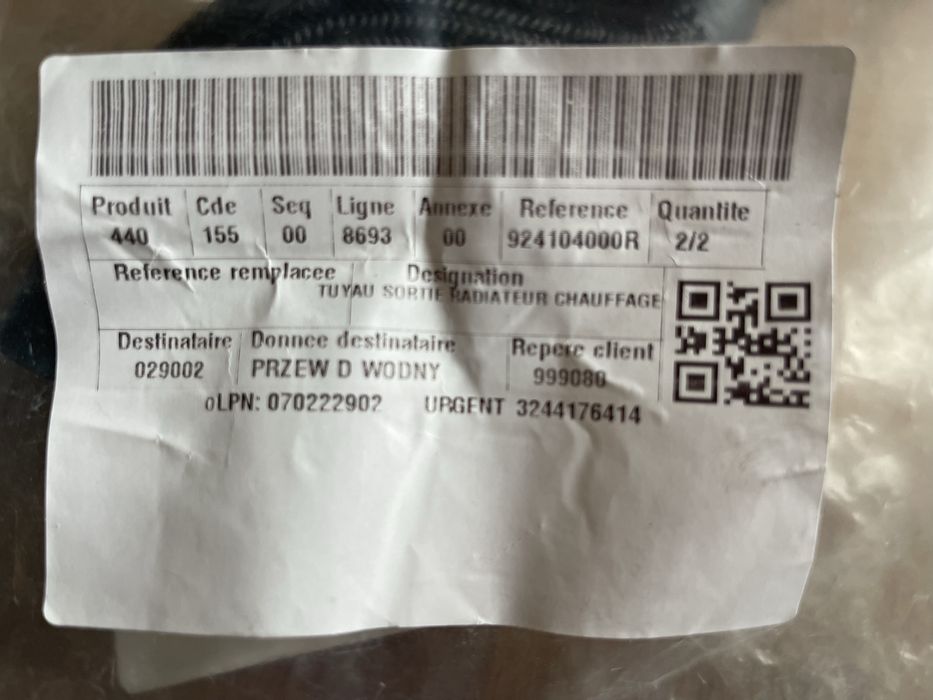 Produit Cde Seq Ligne Annexe Reference Quantite
440 155 00 8693 00 924104000R 2/2
Reference remplacee Designation
TUYAU SORTIE RADIATEUR CHAUFFAGE
Destinataire Donnee destinataire Repere client
029002 PRZEW D WODNY 999080
oLPN: 070222902 URGENT 3244176414